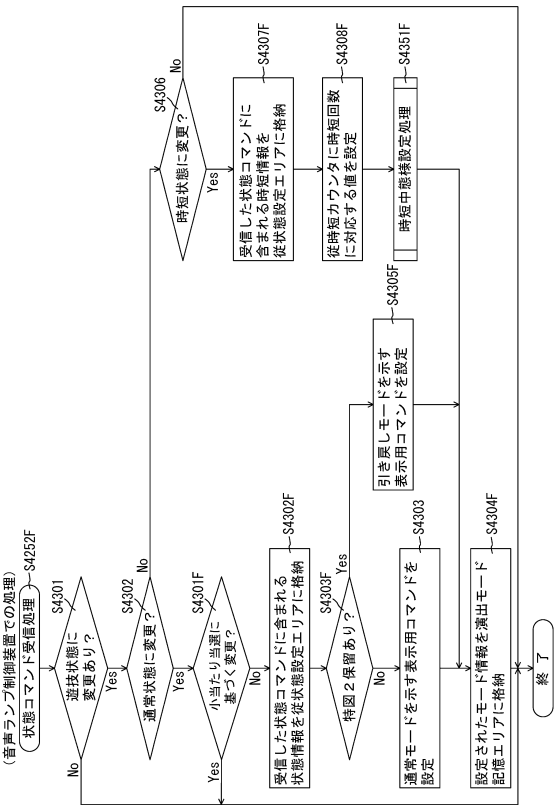 (音声ランプ制御装置での処理)
状態コマンド受信処理
S4252F
S4301
遊技状態に
変更あり?
No
Yes
S4302
通常状態に変更?
No
Yes
S4301F
小当たり当選に
基づく変更?
Yes
No
S4302F
受信した状態コマンドに含まれる
状態情報を従状態設定エリアに格納
S4303F
特図2保留あり?
Yes
No
S4303
通常モードを示す表示用コマンドを
設定
S4305F
引き戻しモードを示す
表示用コマンドを設定
S4306
時短状態に変更?
No
Yes
S4307F
受信した状態コマンドに
含まれる時短情報を
従状態設定エリアに格納
S4308F
従時短カウンタに時短回数
に対応する値を設定
S4351F
時短中態様設定処理
S4304F
設定されたモード情報を演出モード
記憶エリアに格納
終了